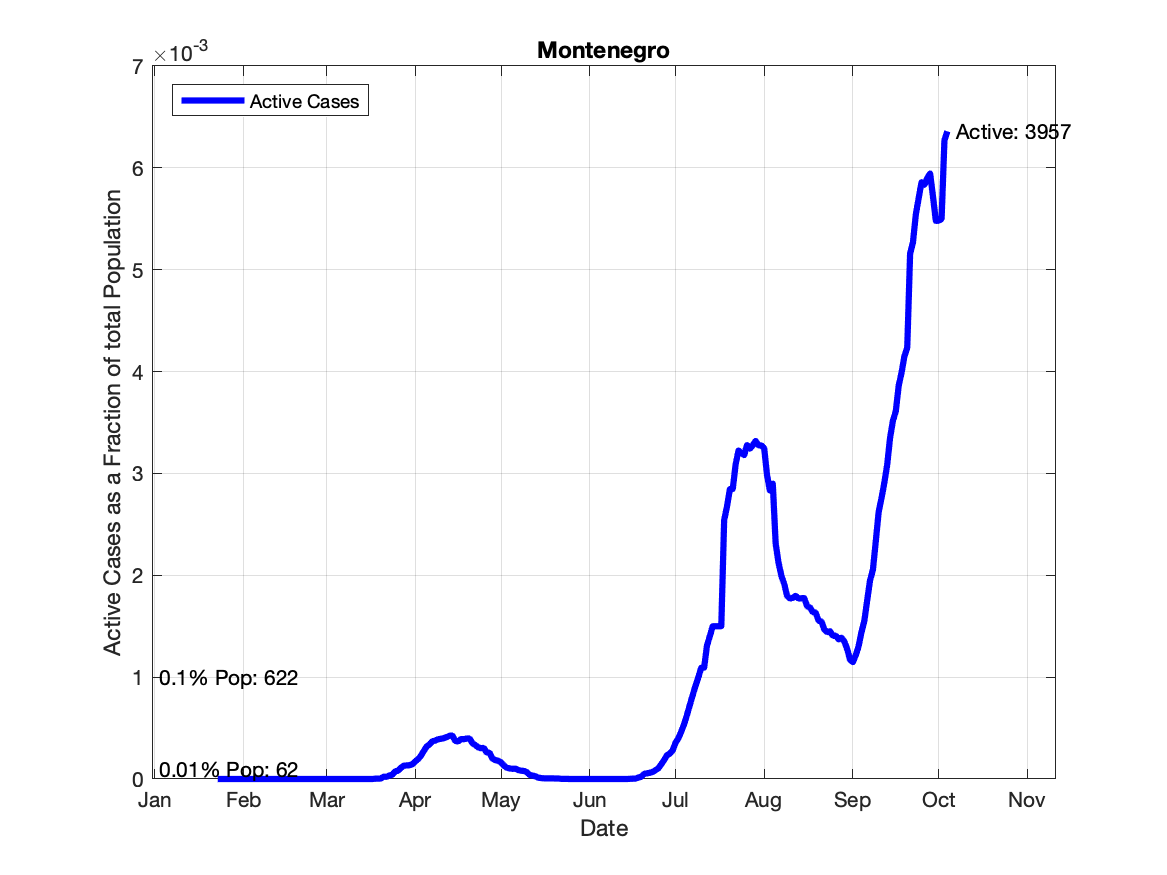 Montenegro
×10-3
Active Cases
Active: 3957
7
6
5
4
3
2
1
0
0.1% Pop: 622
0.01% Pop: 62
Active Cases as a Fraction of total Population
Jan Feb Mar Apr May Jun Jul Aug Sep Oct Nov
Date